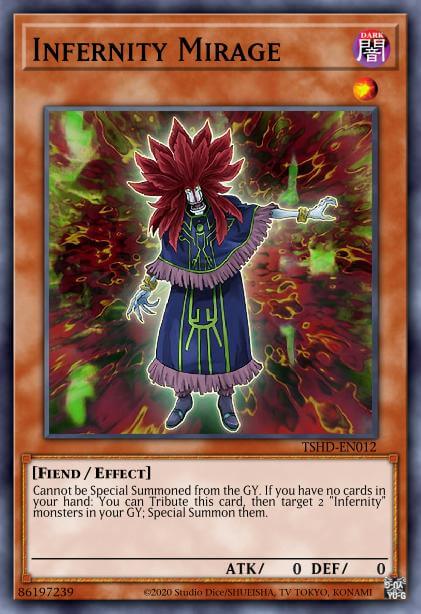 INFERNITY MIRAGE
DARK
闇
TSHD-EN012
[FIEND / EFFECT]
Cannot be Special Summoned from the GY. If you have no cards in
your hand: You can Tribute this card, then target 2 "Infernity"
monsters in your GY; Special Summon them.
ATK/ 0 DEF/ 0
86197239
©2020 Studio Dice/SHUEISHA, TV TOKYO, KONAMI